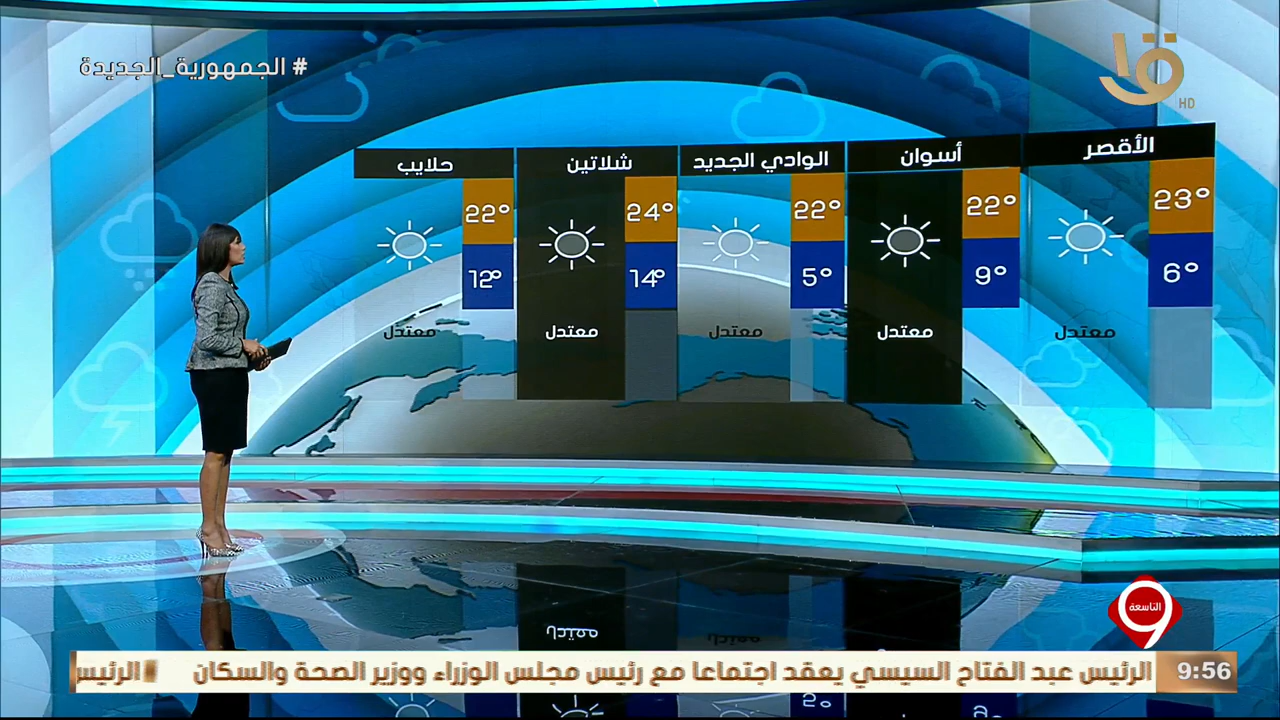 # الجمهورية_الجديدة
HD
الأقصر
23°
6°
معتدل
أسوان
22°
9°
معتدل
الوادي الجديد
22°
5°
معتدل
شلاتين
24°
14°
معتدل
حلايب
22°
12°
معتدل
التاسعة
9
9:56
الرئيس عبد الفتاح السيسي يعقد اجتماعا مع رئيس مجلس الوزراء ووزير الصحة والسكان
الرئيس